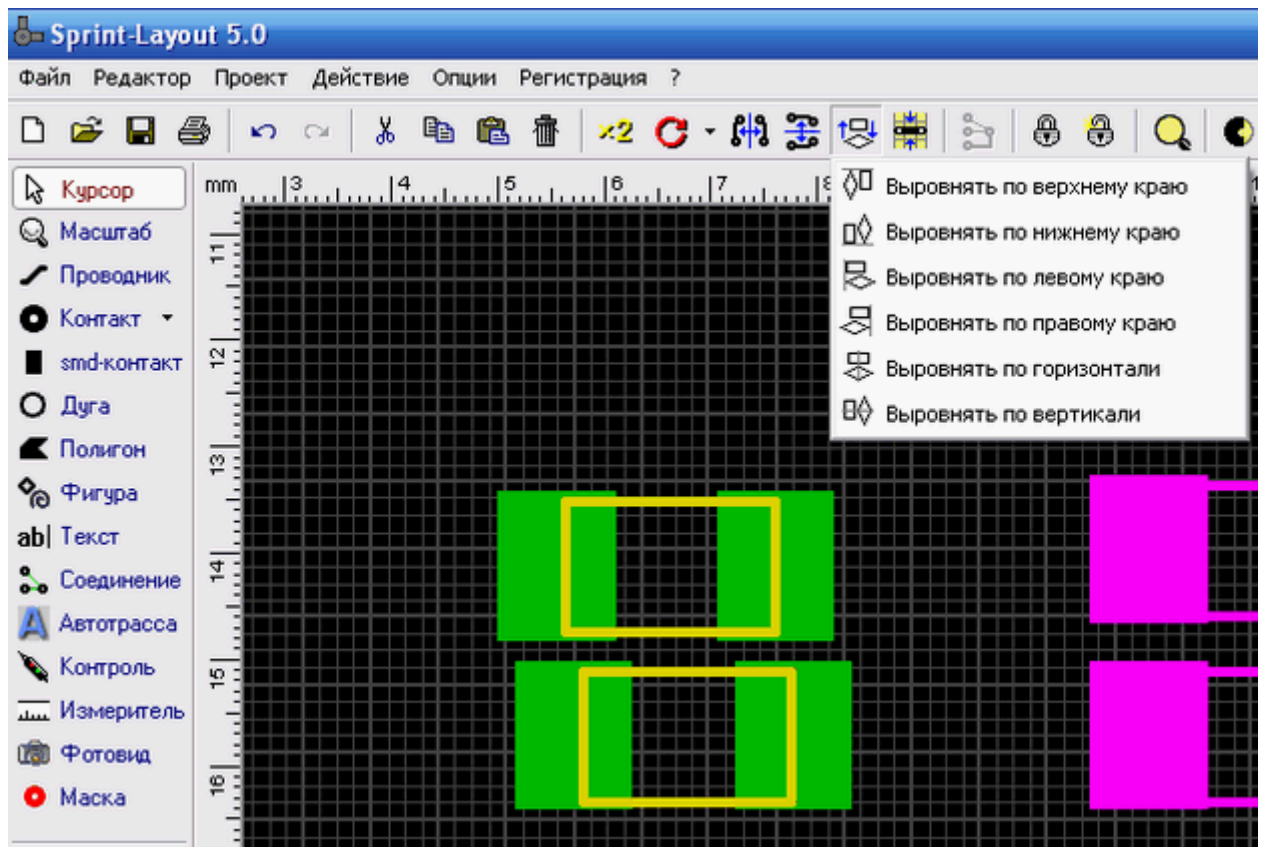 Sprint-Layout 5.0
Файл Редактор Проект Действие Опции Регистрация ?
×2
Курсор
Масштаб
Проводник
Контакт
smd-контакт
Дуга
Полигон
Фигура
ab| Текст
Соединение
Автотрасса
Контроль
Измеритель
Фотовид
Маска
mm 3 4 5 6 7 8
11
12
13
14
15
16
Выровнять по верхнему краю
Выровнять по нижнему краю
Выровнять по левому краю
Выровнять по правому краю
Выровнять по горизонтали
Выровнять по вертикали